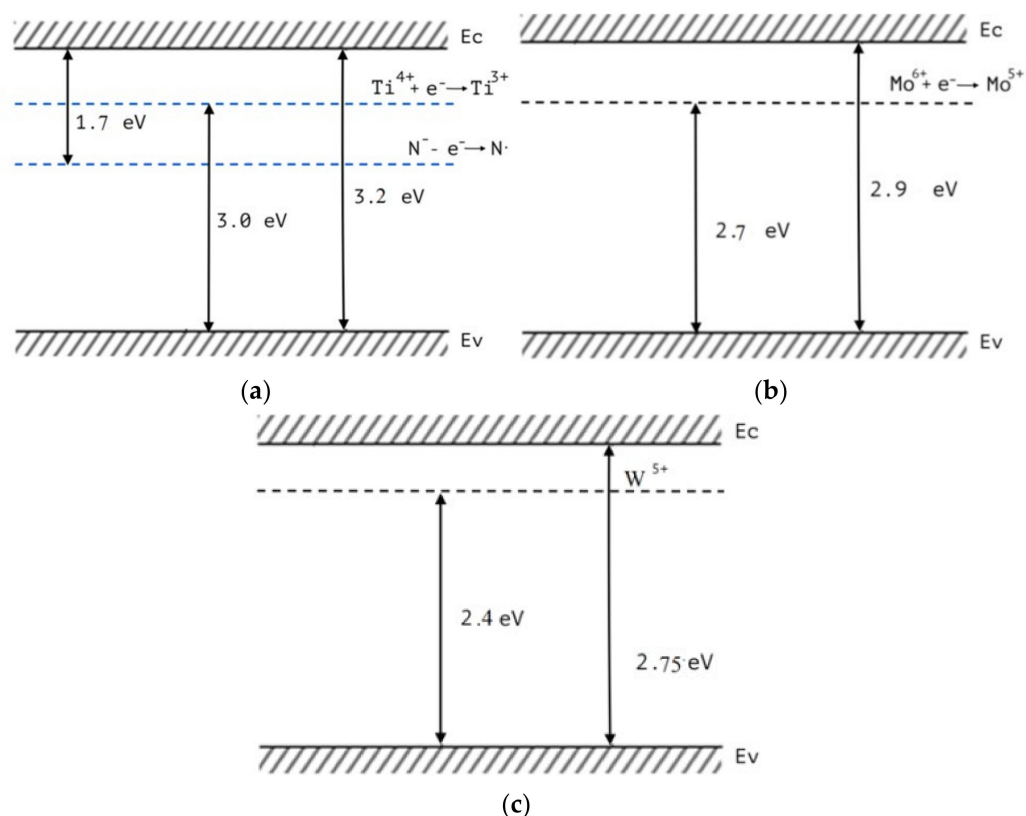 Ec
Ti⁴⁺+ e⁻→Ti³⁺
1.7 eV
N⁻- e⁻→N·
3.2 eV
3.0 eV
Ev
(a)
Ec
Mo⁶⁺+ e⁻→ Mo⁵⁺
2.9 eV
2.7 eV
Ev
(b)
Ec
W ⁵⁺
2.4 eV
2.75 eV
Ev
(c)